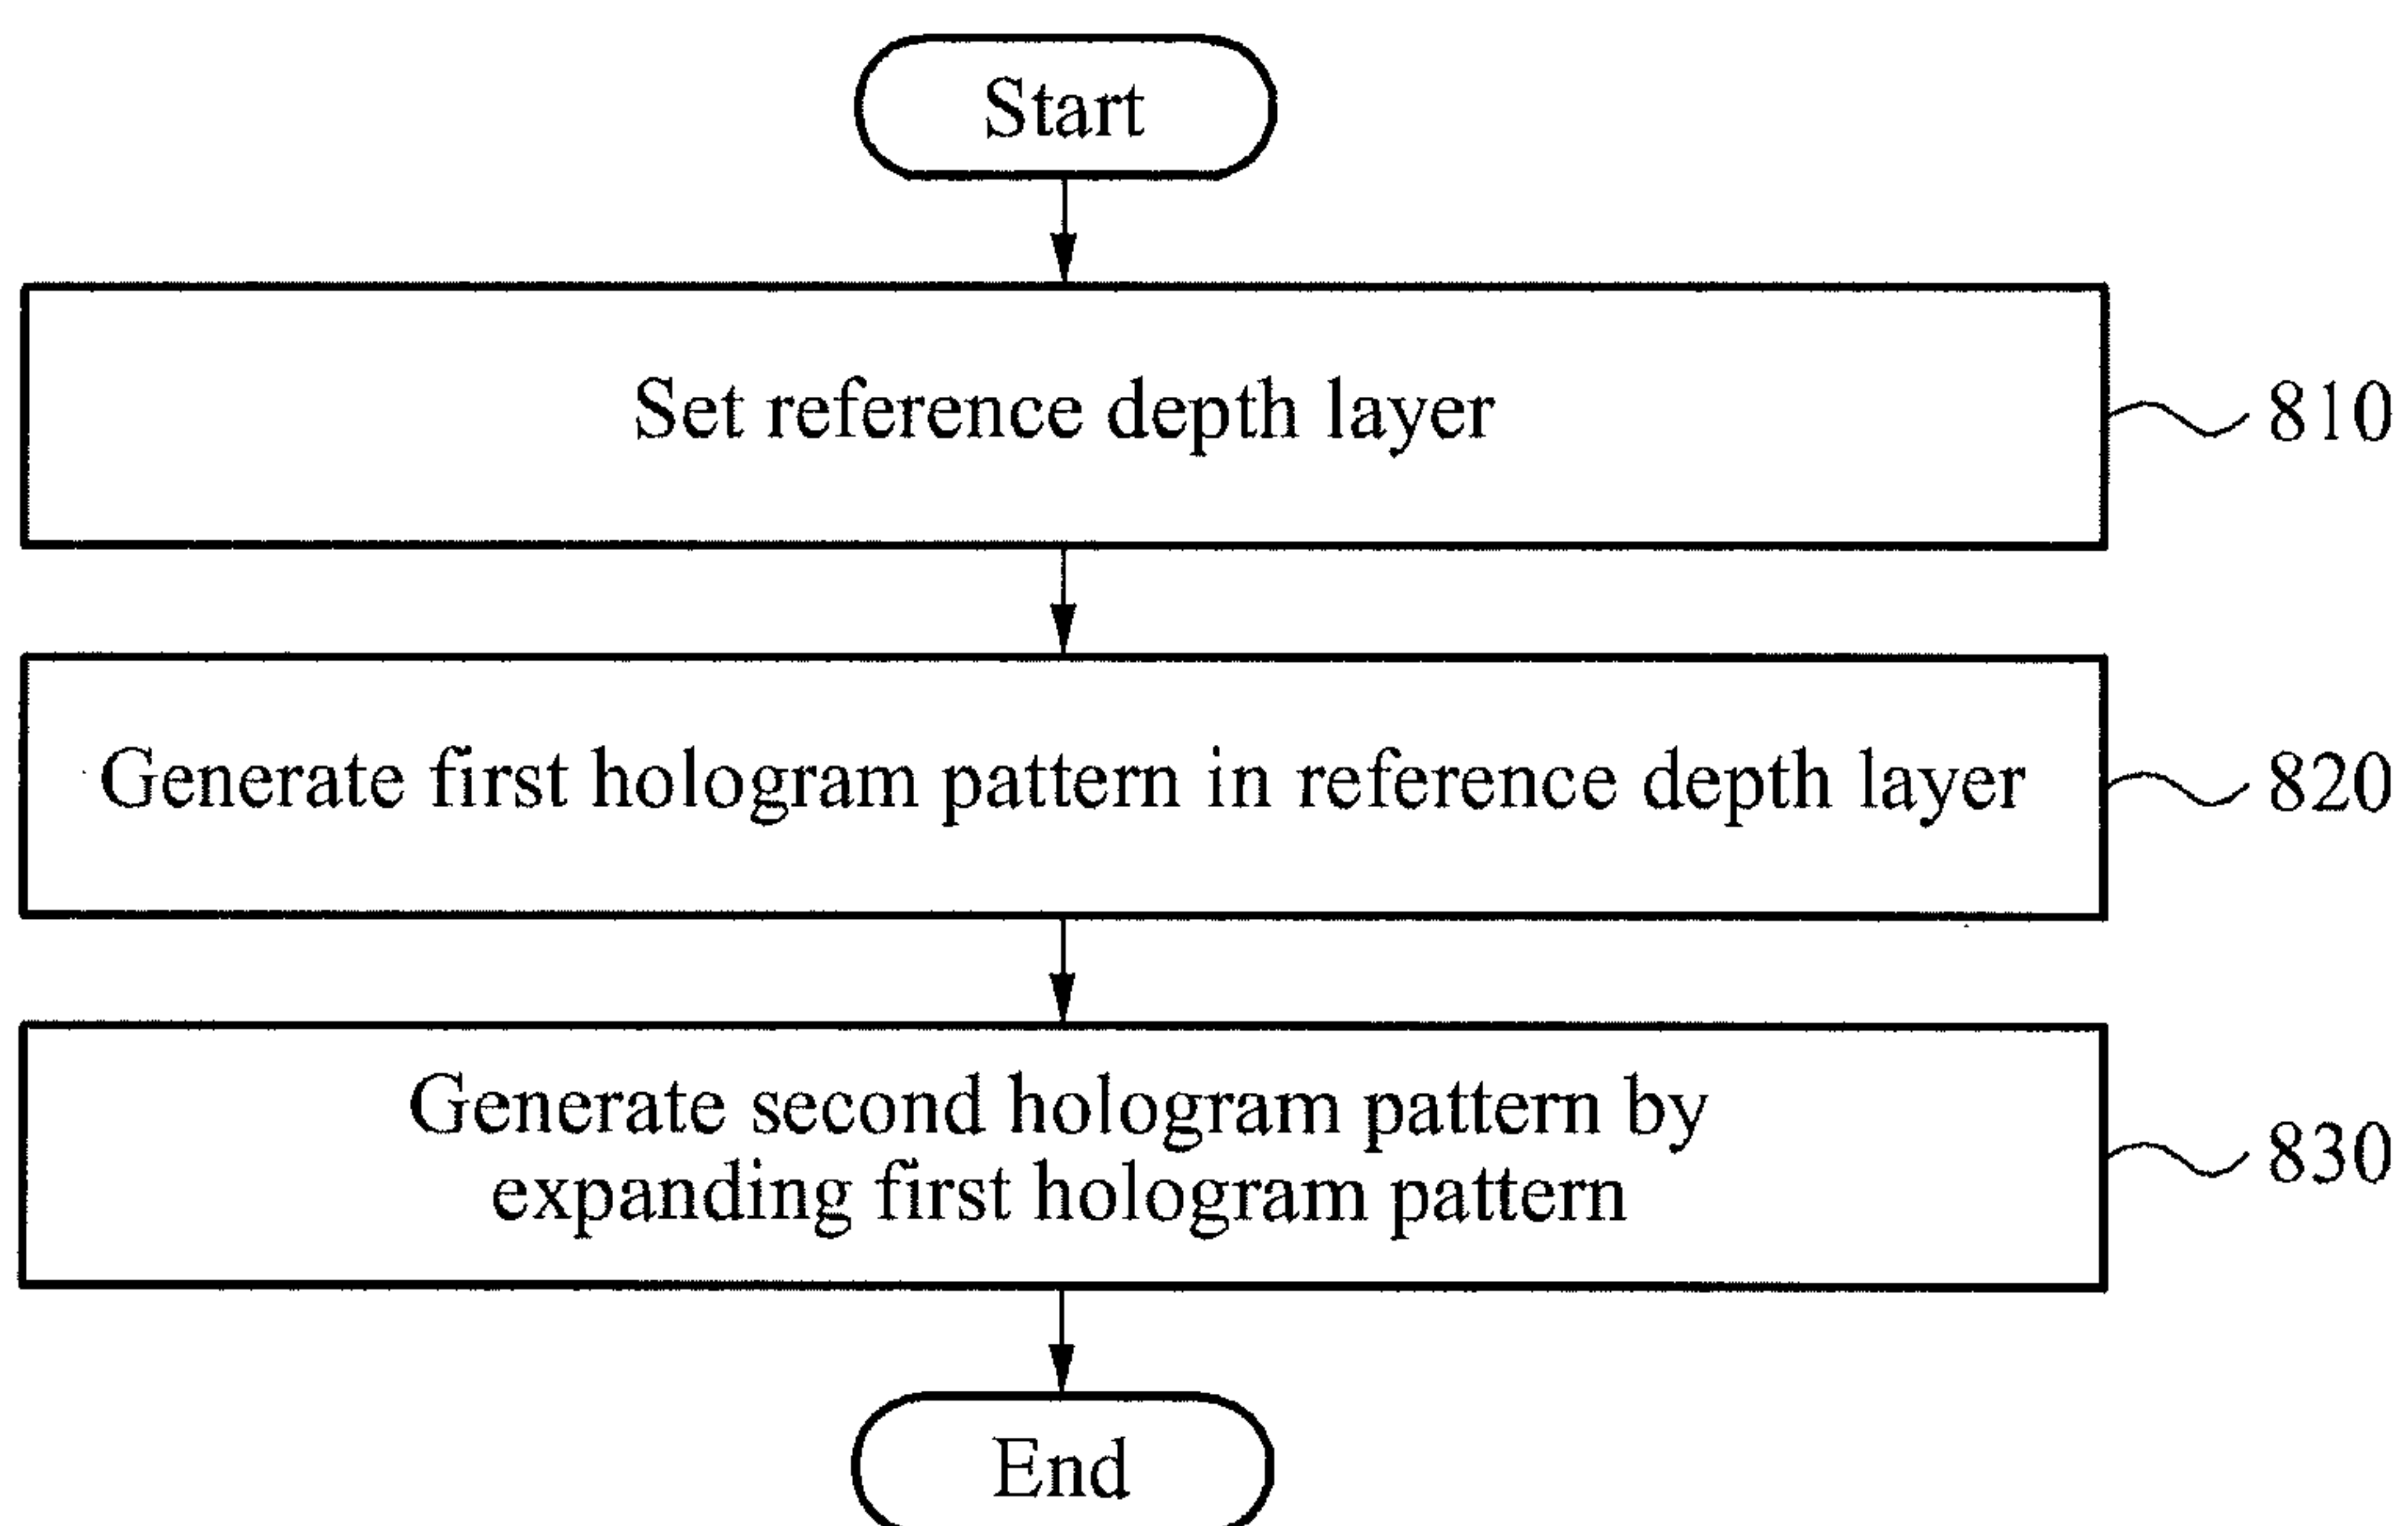 Start
Set reference depth layer
810
Generate first hologram pattern in reference depth layer
820
Generate second hologram pattern by
expanding first hologram pattern
830
End